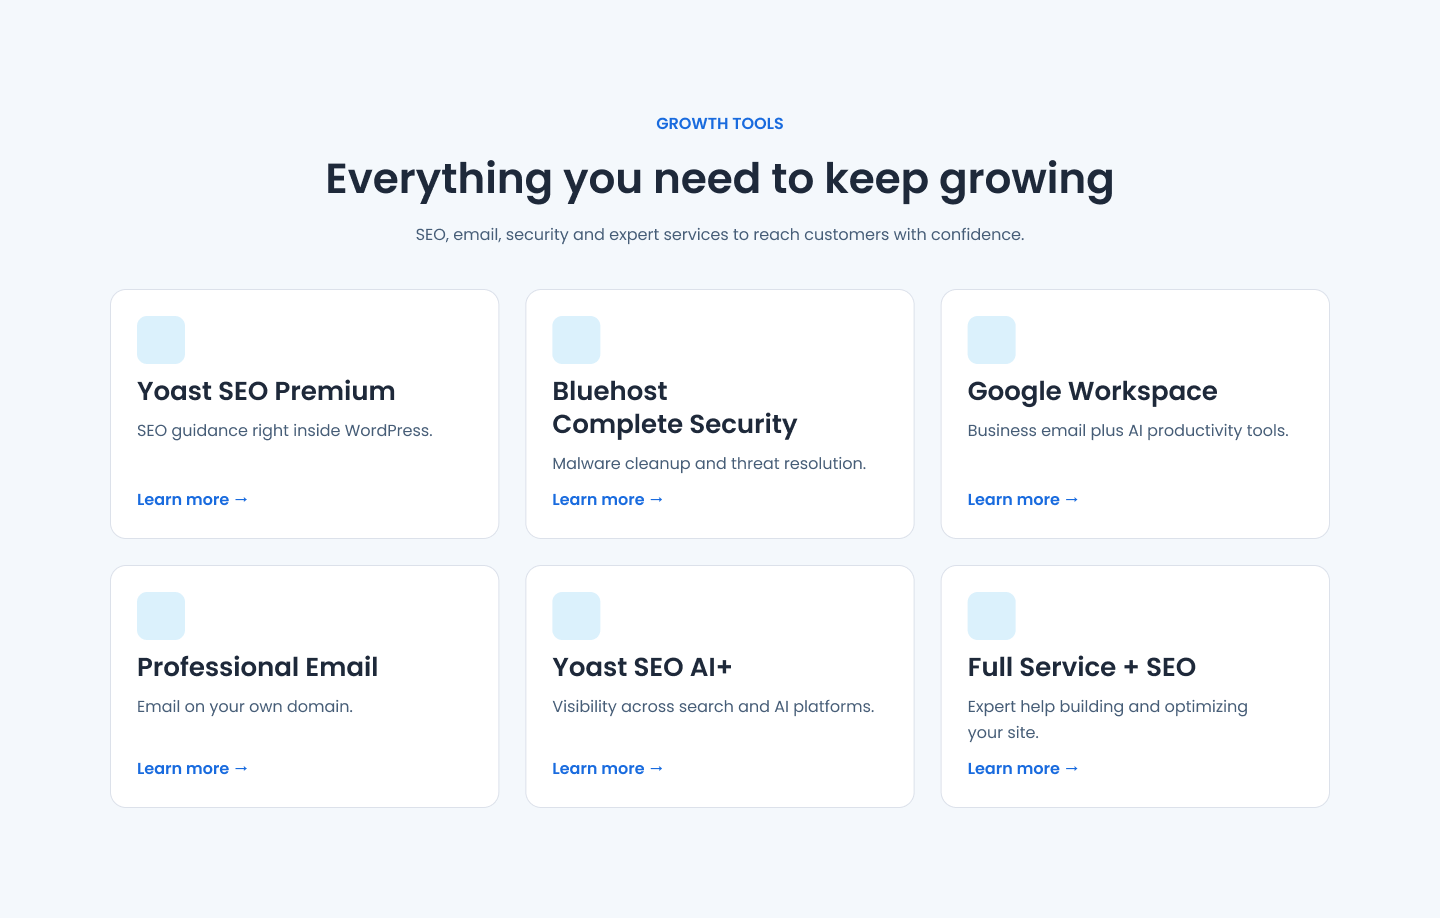 GROWTH TOOLS
Everything you need to keep growing
SEO, email, security and expert services to reach customers with confidence.
Yoast SEO Premium
SEO guidance right inside WordPress.
Learn more →
Bluehost
Complete Security
Malware cleanup and threat resolution.
Learn more →
Google Workspace
Business email plus AI productivity tools.
Learn more →
Professional Email
Email on your own domain.
Learn more →
Yoast SEO AI+
Visibility across search and AI platforms.
Learn more →
Full Service + SEO
Expert help building and optimizing
your site.
Learn more →